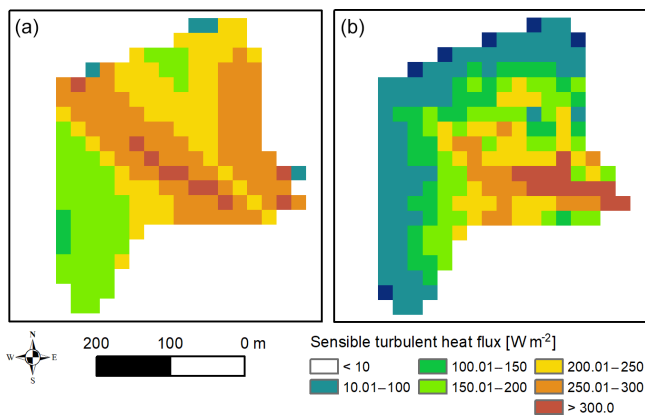 (a)
(b)
N
W E
S
200 100 0 m
Sensible turbulent heat flux [W m⁻²]
< 10 100.01–150 200.01–250
10.01–100 150.01–200 250.01–300
> 300.0